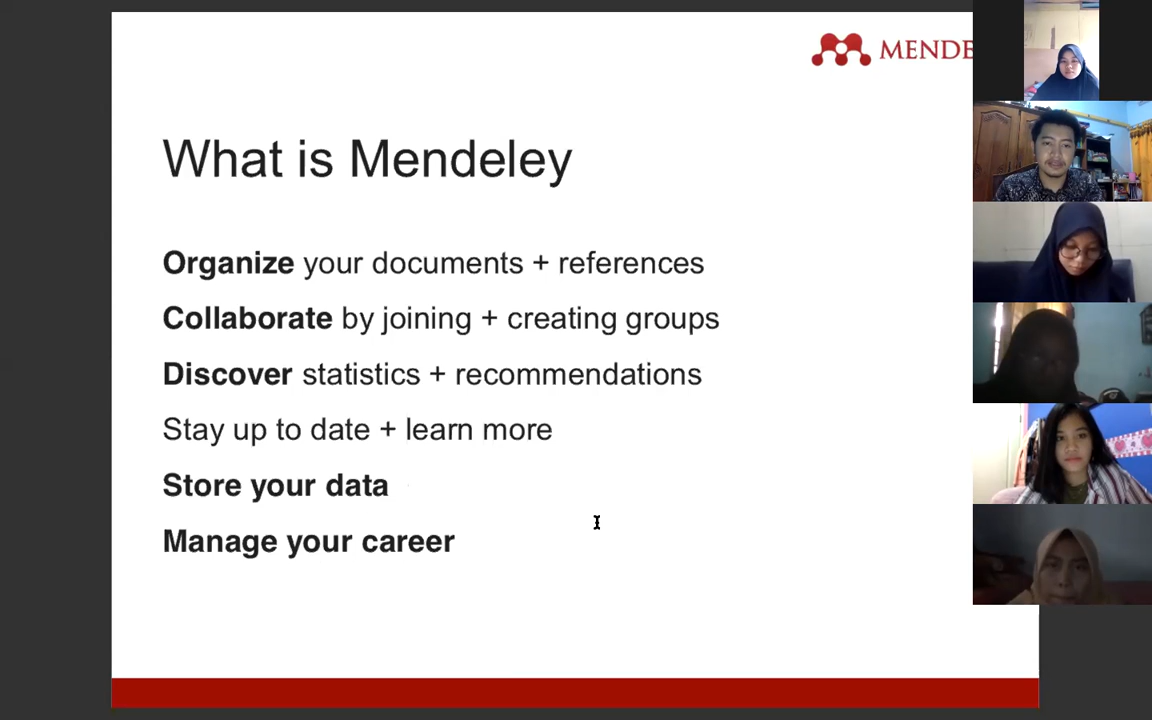 MENDE
What is Mendeley
Organize your documents + references
Collaborate by joining + creating groups
Discover statistics + recommendations
Stay up to date + learn more
Store your data
Manage your career